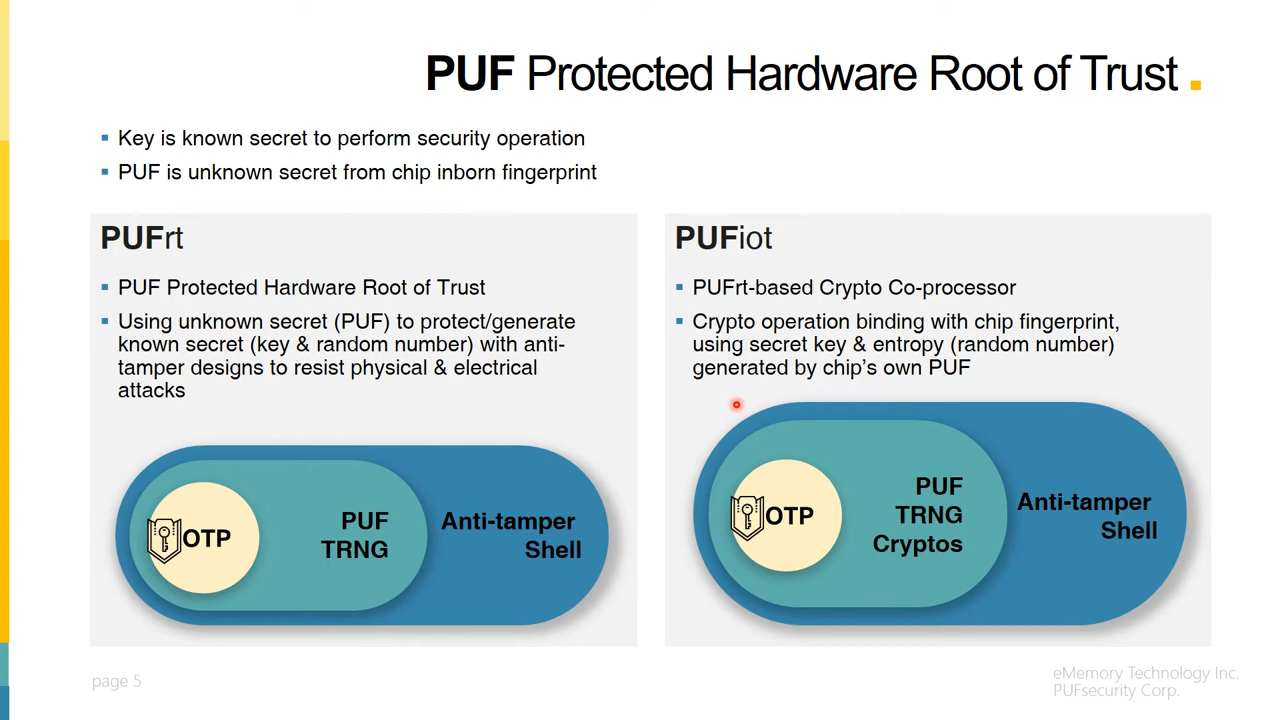 PUF Protected Hardware Root of Trust .
▪ Key is known secret to perform security operation
▪ PUF is unknown secret from chip inborn fingerprint
PUFrt
▪ PUF Protected Hardware Root of Trust
▪ Using unknown secret (PUF) to protect/generate
known secret (key & random number) with anti-
tamper designs to resist physical & electrical
attacks
OTP
PUF
TRNG
Anti-tamper
Shell
PUFiot
▪ PUFrt-based Crypto Co-processor
▪ Crypto operation binding with chip fingerprint,
using secret key & entropy (random number)
generated by chip’s own PUF
OTP
PUF
TRNG
Cryptos
Anti-tamper
Shell
page 5
eMemory Technology Inc.
PUFsecurity Corp.